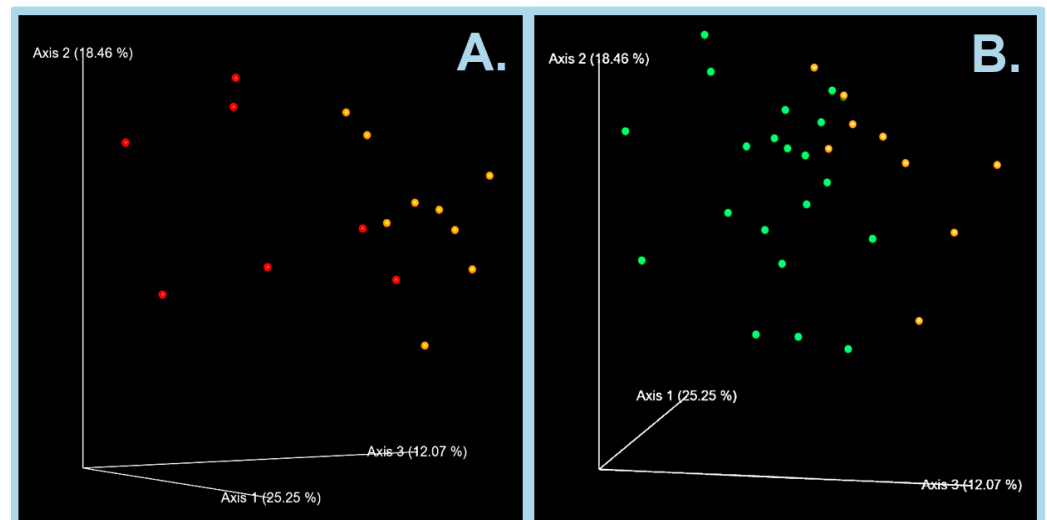 A.
Axis 2 (18.46 %)
Axis 3 (12.07 %)
Axis 1 (25.25 %)
B.
Axis 2 (18.46 %)
Axis 1 (25.25 %)
Axis 3 (12.07 %)